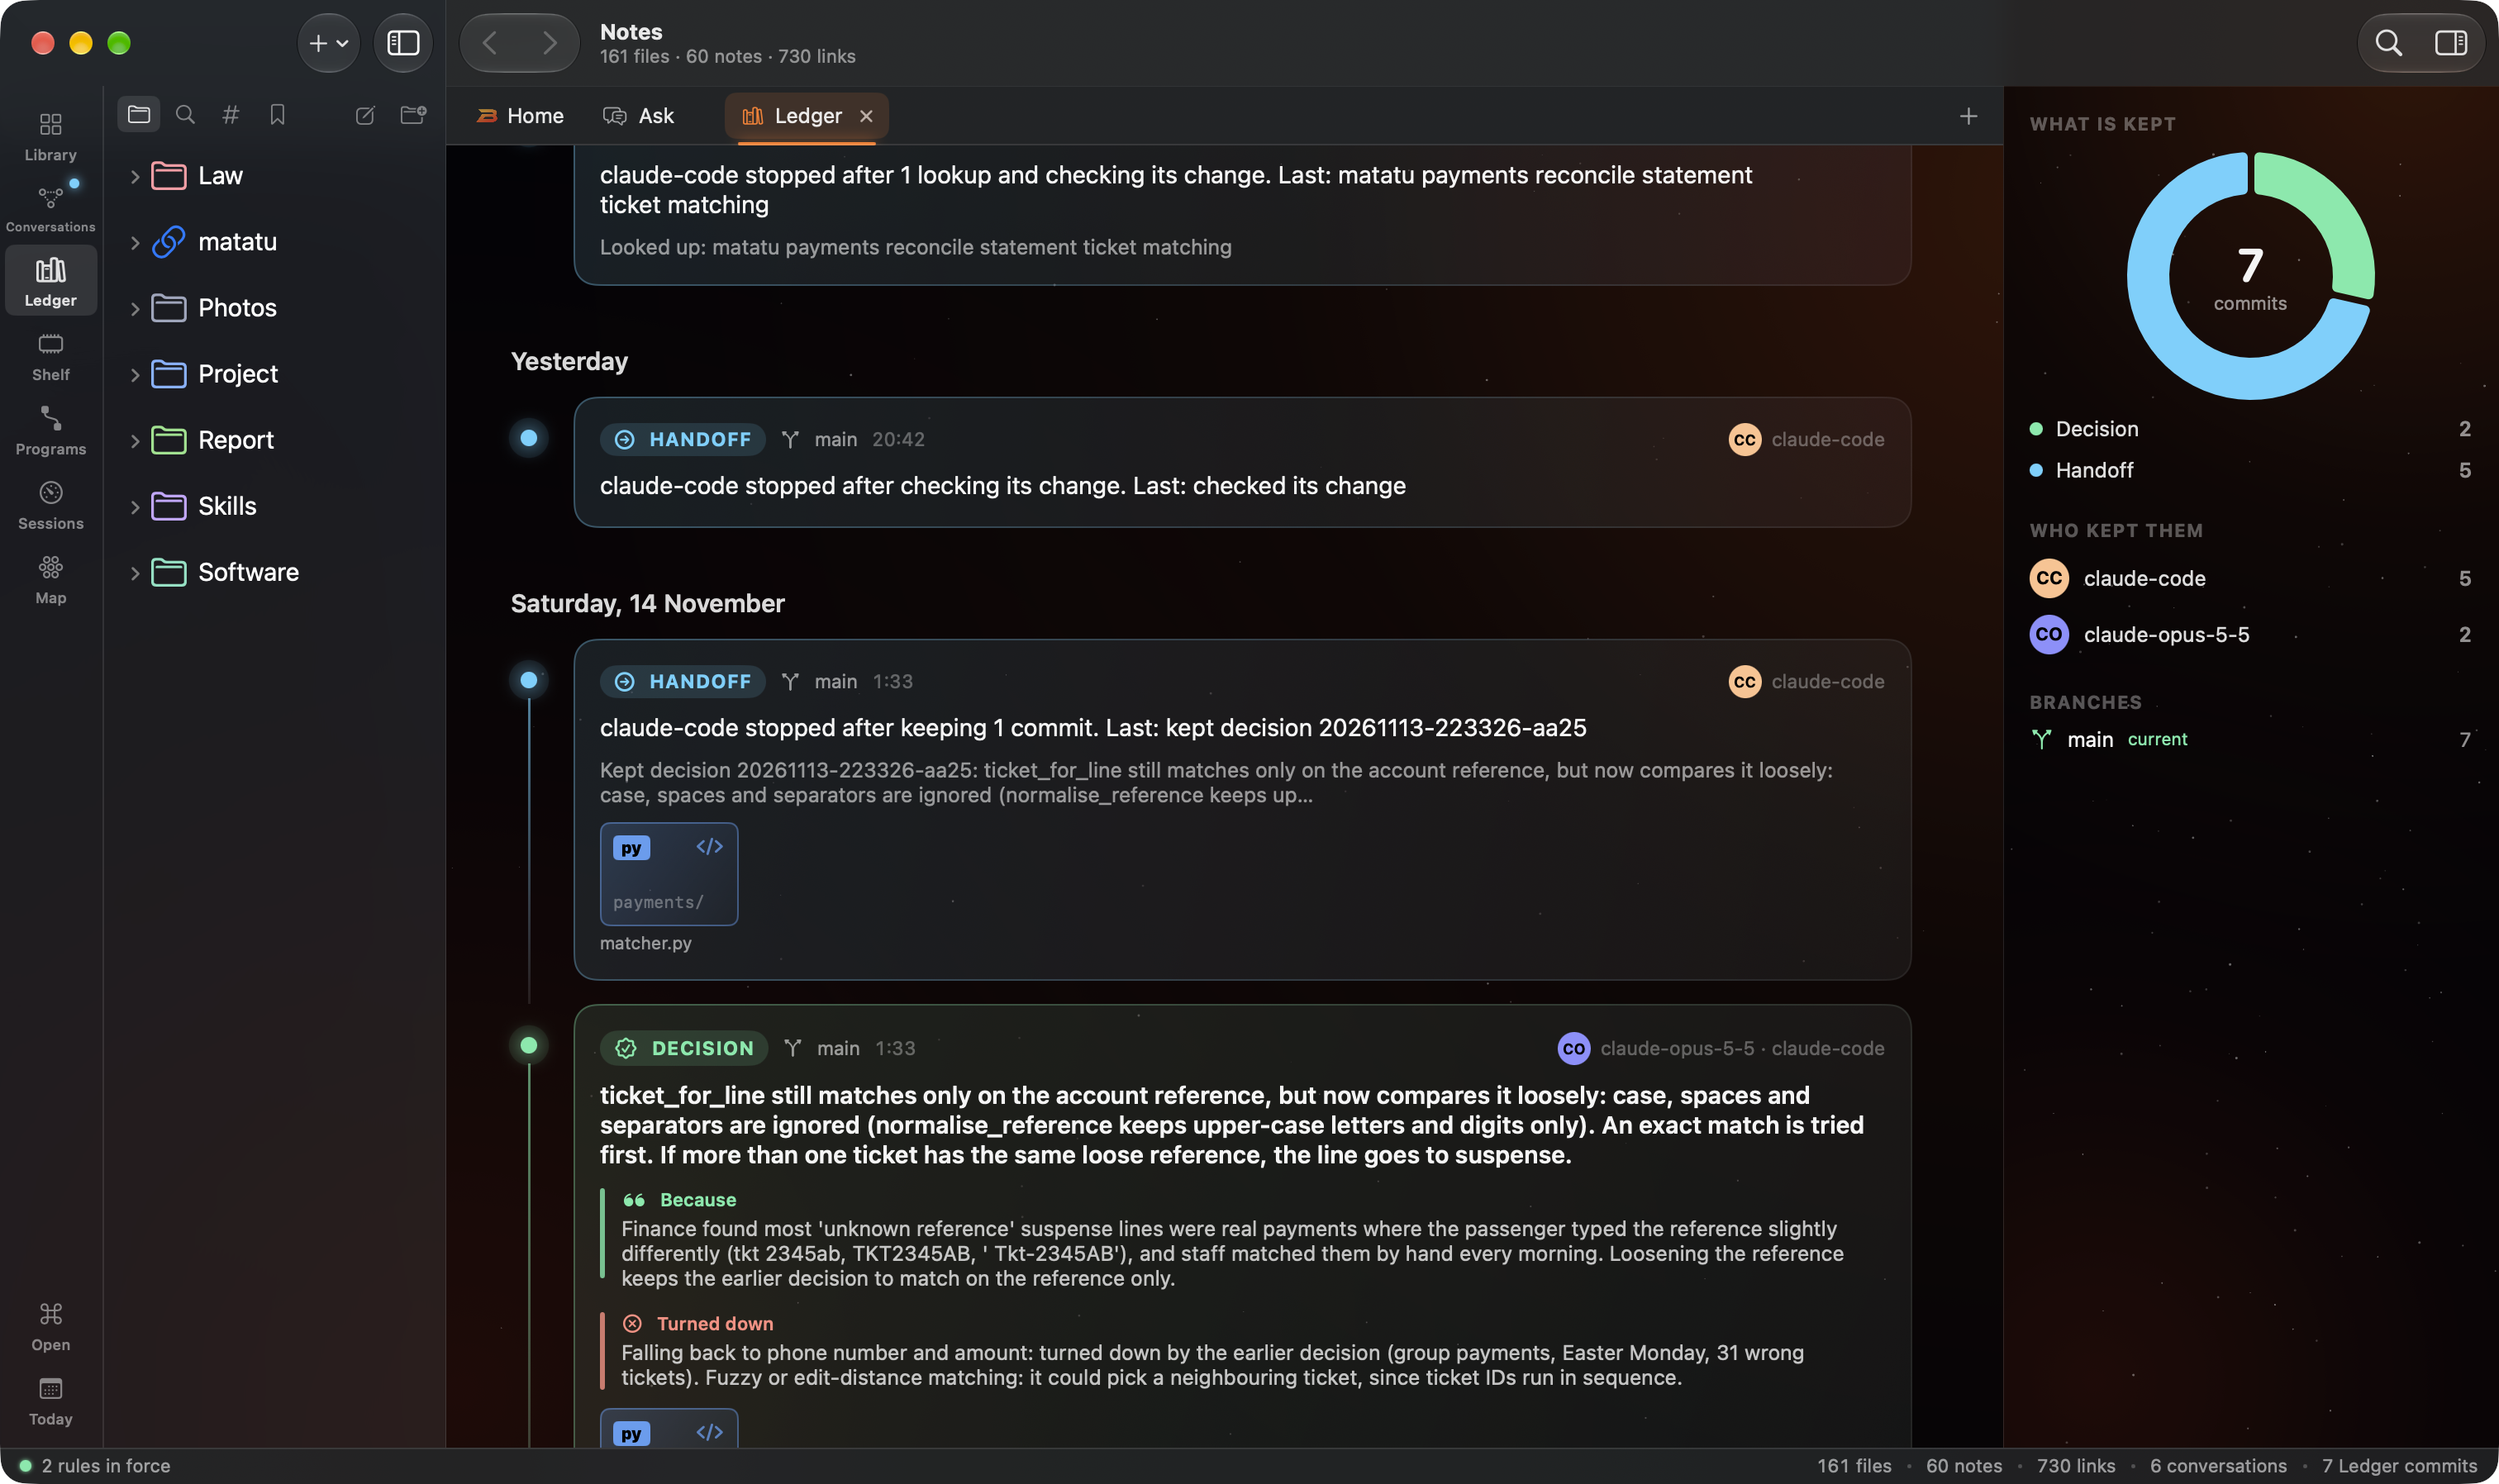 Notes
161 files · 60 notes · 730 links
Library
Conversations
Ledger
Shelf
Programs
Sessions
Map
Open
Today
Law
matatu
Photos
Project
Report
Skills
Software
Home
Ask
Ledger
claude-code stopped after 1 lookup and checking its change. Last: matatu payments reconcile statement
ticket matching
Looked up: matatu payments reconcile statement ticket matching
Yesterday
HANDOFF main 20:42
CC claude-code
claude-code stopped after checking its change. Last: checked its change
Saturday, 14 November
HANDOFF main 1:33
CC claude-code
claude-code stopped after keeping 1 commit. Last: kept decision 20261113-223326-aa25
Kept decision 20261113-223326-aa25: ticket_for_line still matches only on the account reference, but now compares it loosely:
case, spaces and separators are ignored (normalise_reference keeps up...
py </>
payments/
matcher.py
DECISION main 1:33
CO claude-opus-5-5 · claude-code
ticket_for_line still matches only on the account reference, but now compares it loosely: case, spaces and
separators are ignored (normalise_reference keeps upper-case letters and digits only). An exact match is tried
first. If more than one ticket has the same loose reference, the line goes to suspense.
Because
Finance found most 'unknown reference' suspense lines were real payments where the passenger typed the reference slightly
differently (tkt 2345ab, TKT2345AB, ' Tkt-2345AB'), and staff matched them by hand every morning. Loosening the reference
keeps the earlier decision to match on the reference only.
Turned down
Falling back to phone number and amount: turned down by the earlier decision (group payments, Easter Monday, 31 wrong
tickets). Fuzzy or edit-distance matching: it could pick a neighbouring ticket, since ticket IDs run in sequence.
py </>
WHAT IS KEPT
7
commits
Decision 2
Handoff 5
WHO KEPT THEM
CC claude-code 5
CO claude-opus-5-5 2
BRANCHES
main current 7
2 rules in force
161 files · 60 notes · 730 links · 6 conversations · 7 Ledger commits